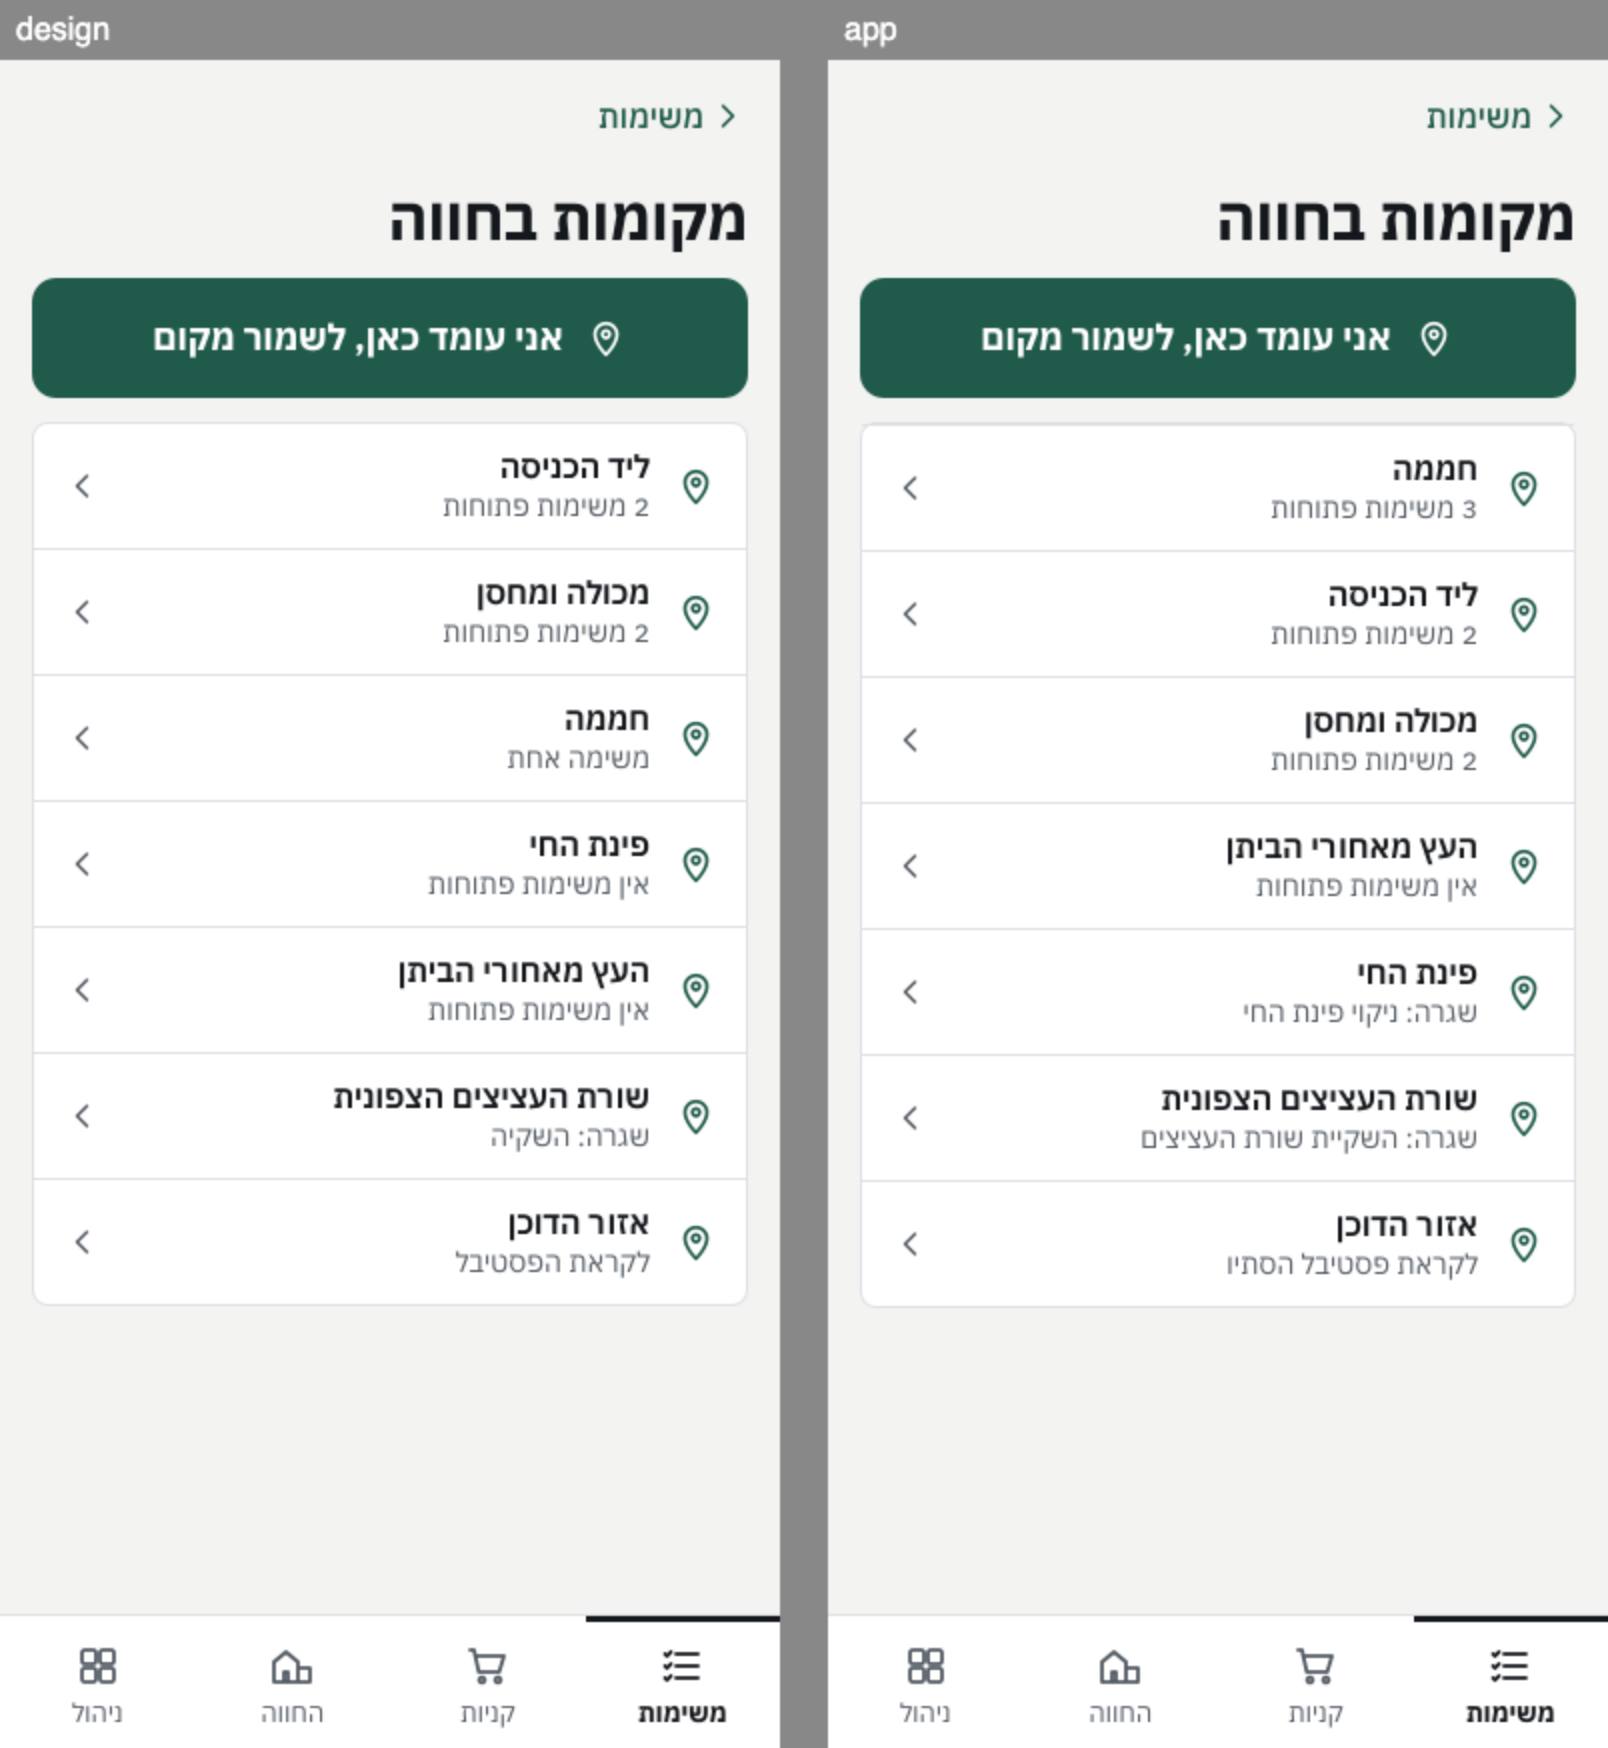 design
משימות
מקומות בחווה
אני עומד כאן, לשמור מקום
ליד הכניסה
2 משימות פתוחות
מכולה ומחסן
2 משימות פתוחות
חממה
משימה אחת
פינת החי
אין משימות פתוחות
העץ מאחורי הביתן
אין משימות פתוחות
שורת העציצים הצפונית
שגרה: השקיה
אזור הדוכן
לקראת הפסטיבל
משימות
קניות
החווה
ניהול
app
משימות
מקומות בחווה
אני עומד כאן, לשמור מקום
חממה
3 משימות פתוחות
ליד הכניסה
2 משימות פתוחות
מכולה ומחסן
2 משימות פתוחות
העץ מאחורי הביתן
אין משימות פתוחות
פינת החי
שגרה: ניקוי פינת החי
שורת העציצים הצפונית
שגרה: השקיית שורת העציצים
אזור הדוכן
לקראת פסטיבל הסתיו
משימות
קניות
החווה
ניהול